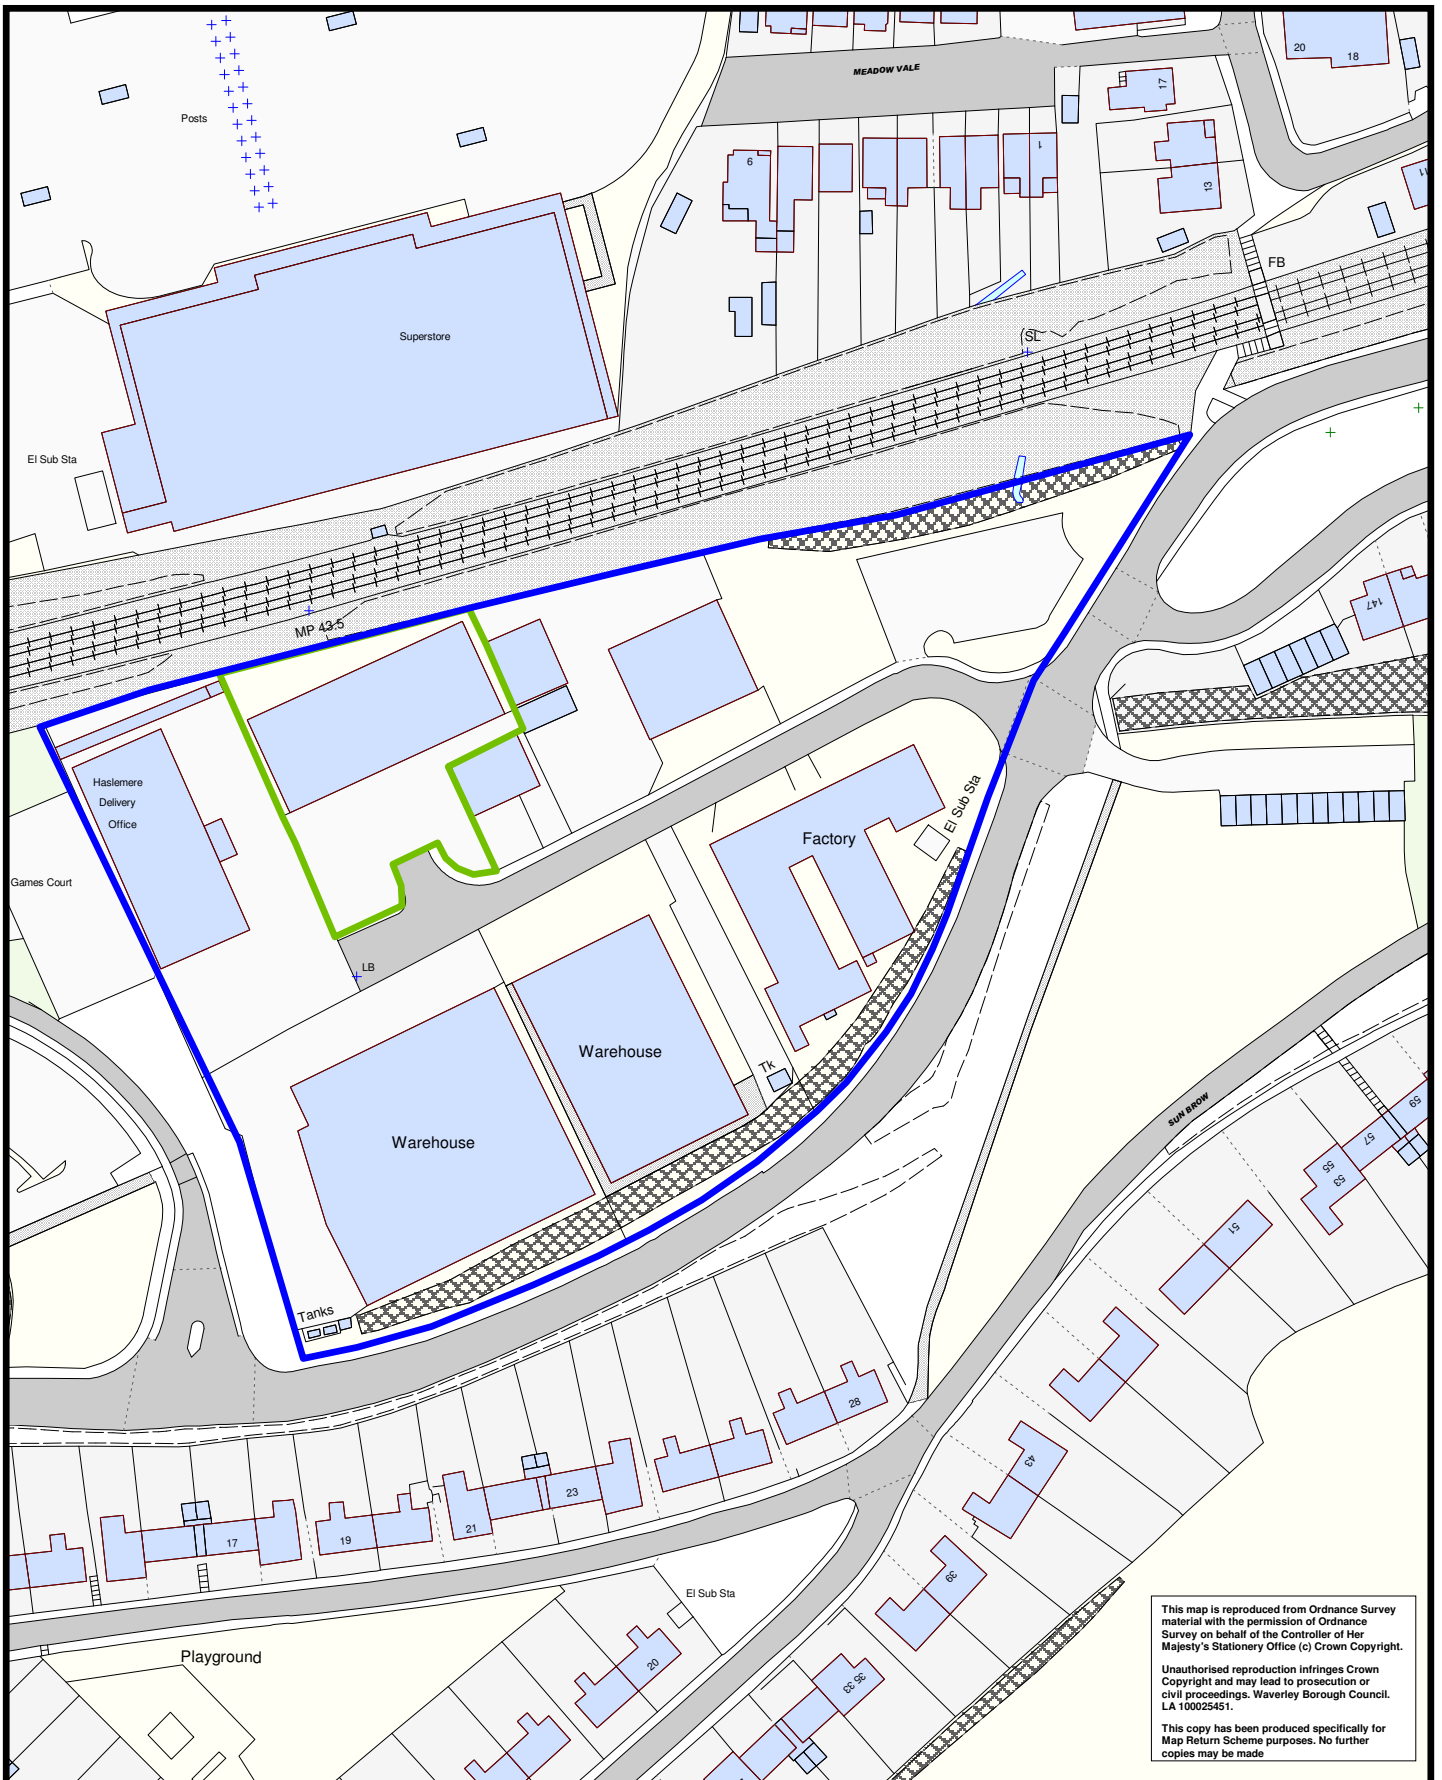 MEADOW VALE
20
18
17
Posts
9
1
13
11
FB
Superstore
SL
El Sub Sta
147
MP 43.5
Haslemere
Delivery
Office
El Sub Sta
Factory
Games Court
LB
Warehouse
Tk
SUN BROW
59
57
Warehouse
55
53
51
Tanks
28
43
23
21
17
19
39
El Sub Sta
Playground
20
35
33
This map is reproduced from Ordnance Survey
material with the permission of Ordnance
Survey on behalf of the Controller of Her
Majesty's Stationery Office (c) Crown Copyright.
Unauthorised reproduction infringes Crown
Copyright and may lead to prosecution or
civil proceedings. Waverley Borough Council.
LA 100025451.
This copy has been produced specifically for
Map Return Scheme purposes. No further
copies may be made